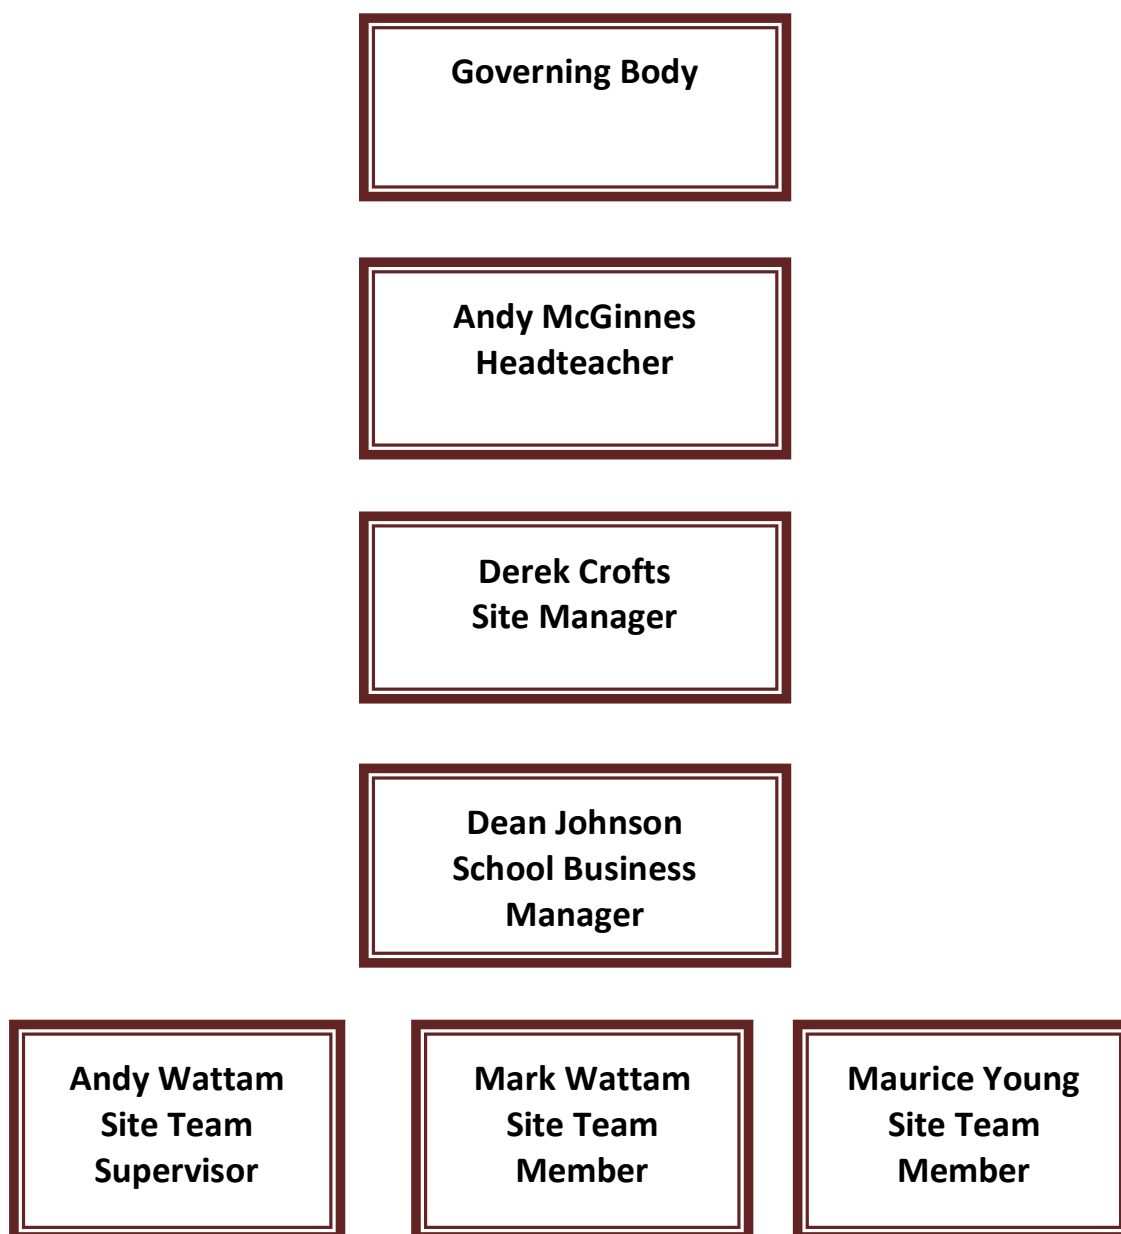 Governing Body
Andy McGinnes
Headteacher
Derek Crofts
Site Manager
Dean Johnson
School Business
Manager
Andy Wattam
Site Team
Supervisor
Mark Wattam
Site Team
Member
Maurice Young
Site Team
Member